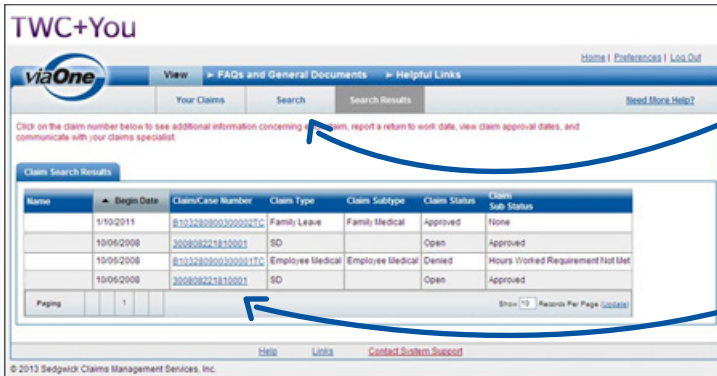 TWC+You
Home | Preferences | Log Out
viaOne
View ► FAQs and General Documents ► Helpful Links
Your Claims Search Search Results Need More Help?
Click on the claim number below to see additional information concerning claim, report a return to work date, view claim approval dates, and
communicate with your claims specialist.
Claim Search Results
Name ▲ Begin Date Claim/Case Number Claim Type Claim Subtype Claim Status Claim Sub Status
1/10/2011 B103280800300002TC Family Leave Family Medical Approved None
10/06/2008 300808221810001 SD Open Approved
10/06/2008 B103280800300001TC Employee Medical Employee Medical Denied Hours Worked Requirement Not Met
10/06/2008 300808221810001 SD Open Approved
Paging 1 Show 10 Records Per Page (Update)
Help Links Contact System Support
© 2013 Sedgwick Claims Management Services, Inc.